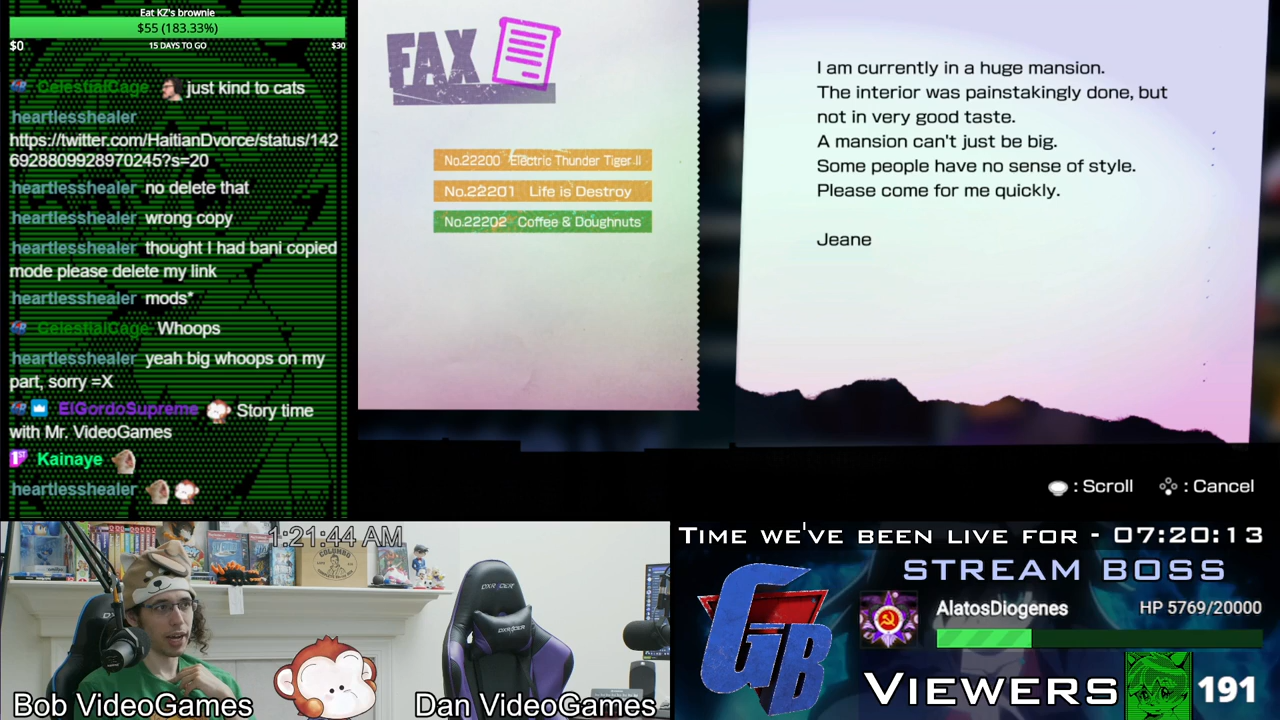 Eat KZ's brownie
$55 (183.33%)
$0
15 DAYS TO GO
$30
CelestialCage just kind to cats
heartlesshealer
https://twitter.com/HaitianDvorce/status/142
6928809928970245?s=20
heartlesshealer no delete that
heartlesshealer wrong copy
heartlesshealer thought I had bani copied
mode please delete my link
heartlesshealer mods*
CelestialCage Whoops
heartlesshealer yeah big whoops on my
part, sorry =X
ElGordoSupreme Story time
with Mr. VideoGames
1ST Kainaye
heartlesshealer
FAX
No.22200 Electric Thunder Tiger II
No.22201 Life is Destroy
No.22202 Coffee & Doughnuts
I am currently in a huge mansion.
The interior was painstakingly done, but
not in very good taste.
A mansion can't just be big.
Some people have no sense of style.
Please come for me quickly.
Jeane
: Scroll
: Cancel
1:21:44 AM
COLUMBO
DXRACER
DXRACER
Bob VideoGames
Dan VideoGames
TIME WE'VE BEEN LIVE FOR - 07:20:13
STREAM BOSS
AlatosDiogenes
HP 5769/20000
GB
VIEWERS
191